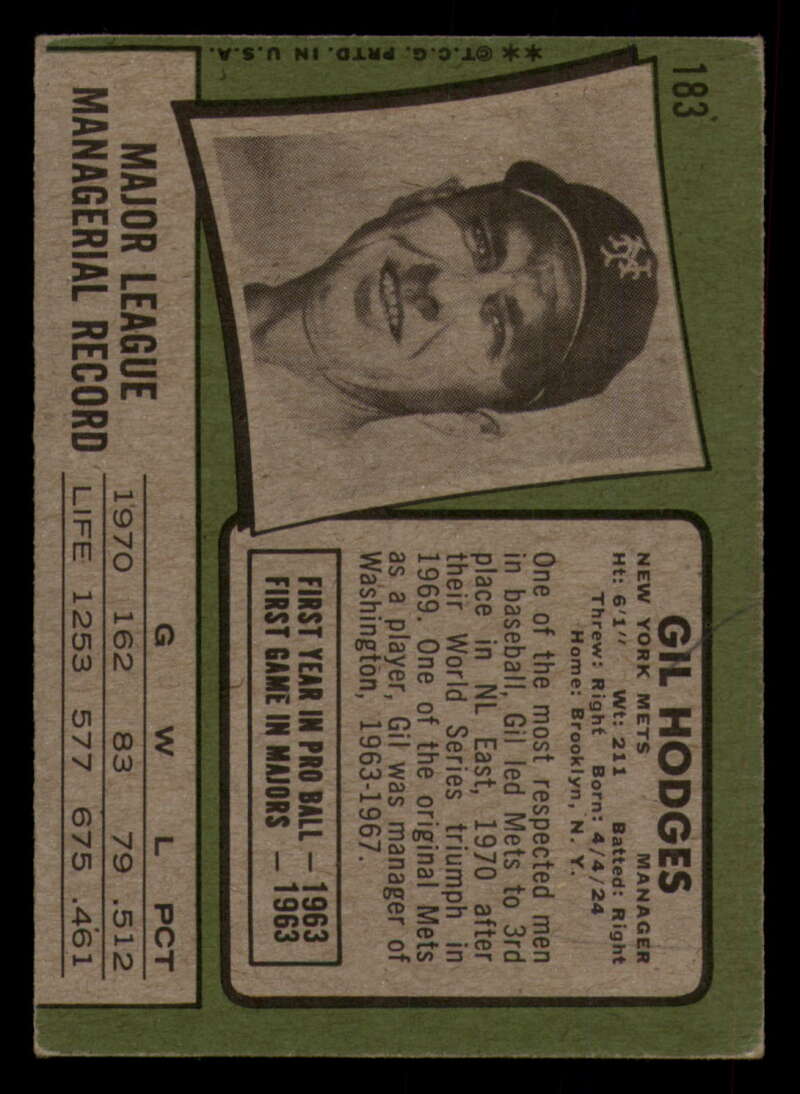 183
**©T.C.G. PRTD. IN U.S.A.
NY
GIL HODGES
NEW YORK METS MANAGER
Ht: 6'1" Wt: 211 Batted: Right
Threw: Right Born: 4/4/24
Home: Brooklyn, N. Y.
One of the most respected men
in baseball, Gil led Mets to 3rd
place in NL East, 1970 after
their World Series triumph in
1969. One of the original Mets
as a player, Gil was manager of
Washington, 1963-1967.
FIRST YEAR IN PRO BALL — 1963
FIRST GAME IN MAJORS — 1963
MAJOR LEAGUE
MANAGERIAL RECORD
G W L PCT
1970 162 83 79 .512
LIFE 1253 577 675 .461